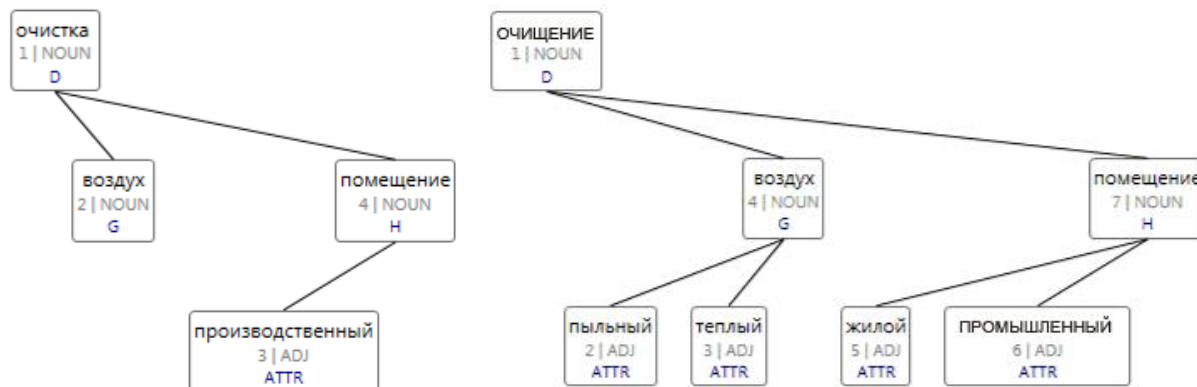 очистка
1 | NOUN
D
воздух
2 | NOUN
G
помещение
4 | NOUN
H
производственный
3 | ADJ
ATTR
ОЧИЩЕНИЕ
1 | NOUN
D
воздух
4 | NOUN
G
помещение
7 | NOUN
H
пыльный
2 | ADJ
ATTR
теплый
3 | ADJ
ATTR
жилой
5 | ADJ
ATTR
ПРОМЫШЛЕННЫЙ
6 | ADJ
ATTR